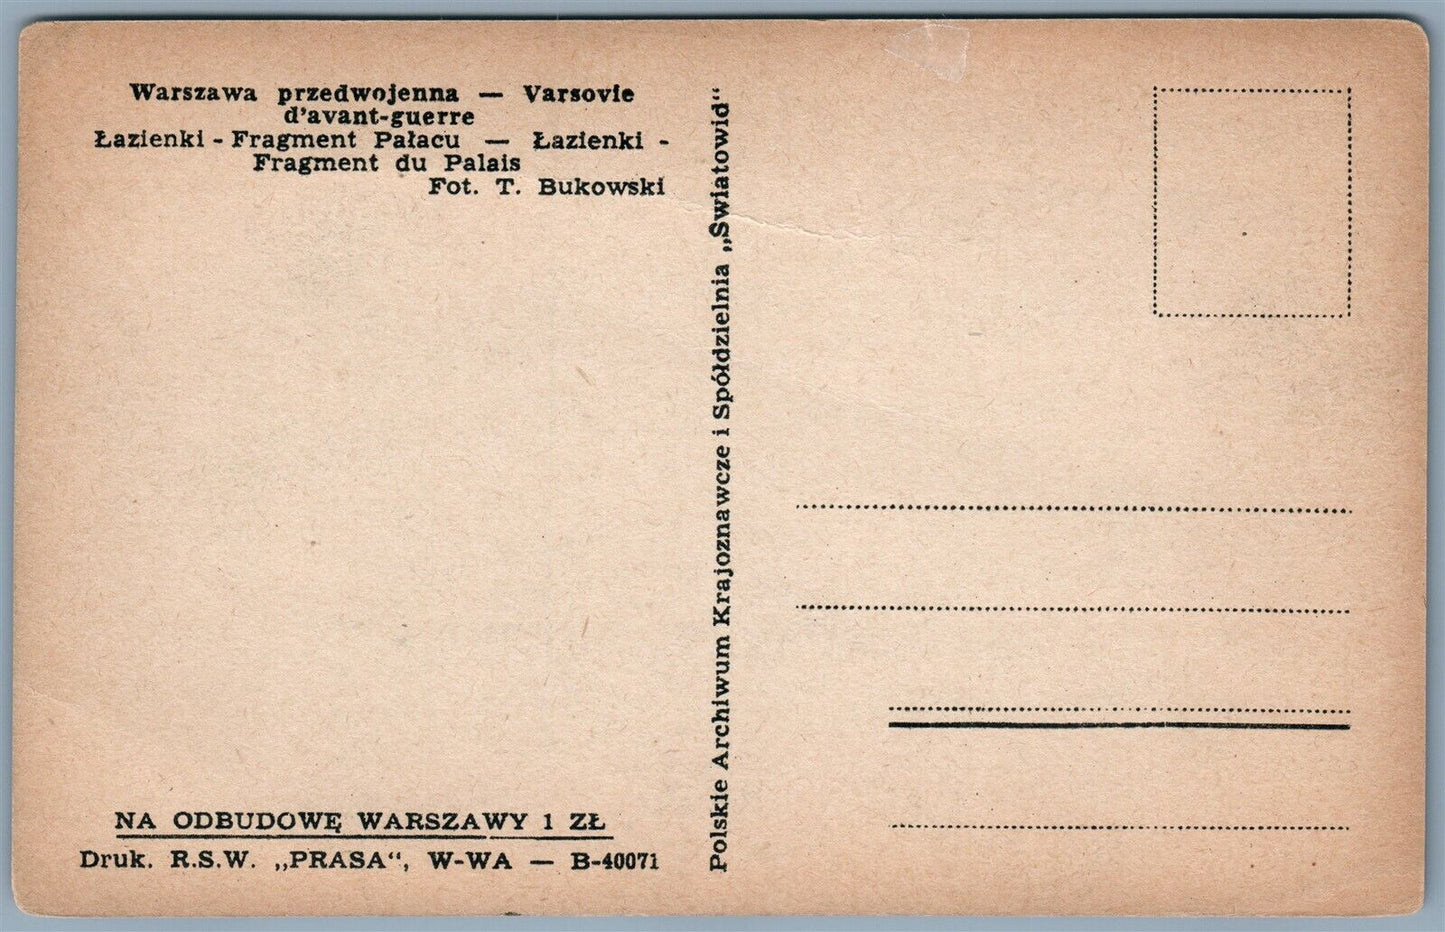 Warszawa przedwojenna — Varsovie
d'avant-guerre
Łazienki - Fragment Pałacu — Łazienki -
Fragment du Palais
Fot. T. Bukowski
Polskie Archiwum Krajoznawcze i Spółdzielnia „Światowid“
NA ODBUDOWĘ WARSZAWY 1 ZŁ
Druk. R.S.W. „PRASA“, W-WA — B-40071